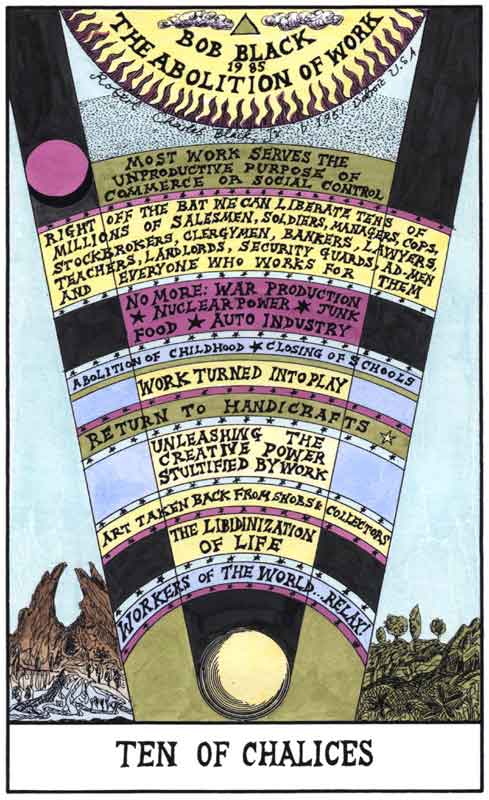 BOB BLACK
1985
THE ABOLITION OF WORK
Robert Charles Black Jr. b. 1951 Detroit U.S.A.
MOST WORK SERVES THE
UNPRODUCTIVE PURPOSE OF
COMMERCE OR SOCIAL CONTROL
RIGHT OFF THE BAT WE CAN LIBERATE TENS OF
MILLIONS OF SALESMEN, SOLDIERS, MANAGERS, COPS,
STOCKBROKERS, CLERGYMEN, BANKERS, LAWYERS,
TEACHERS, LANDLORDS, SECURITY GUARDS, AD-MEN
AND EVERYONE WHO WORKS FOR THEM
NO MORE: WAR PRODUCTION
★ NUCLEAR POWER ★ JUNK
FOOD ★ AUTO INDUSTRY
ABOLITION OF CHILDHOOD ★ CLOSING OF SCHOOLS
WORK TURNED INTO PLAY
RETURN TO HANDICRAFTS
UNLEASHING THE
CREATIVE POWER
STULTIFIED BY WORK
ART TAKEN BACK FROM SNOBS & COLLECTORS
THE LIBIDINIZATION
OF LIFE
WORKERS OF THE WORLD...RELAX!
TEN OF CHALICES